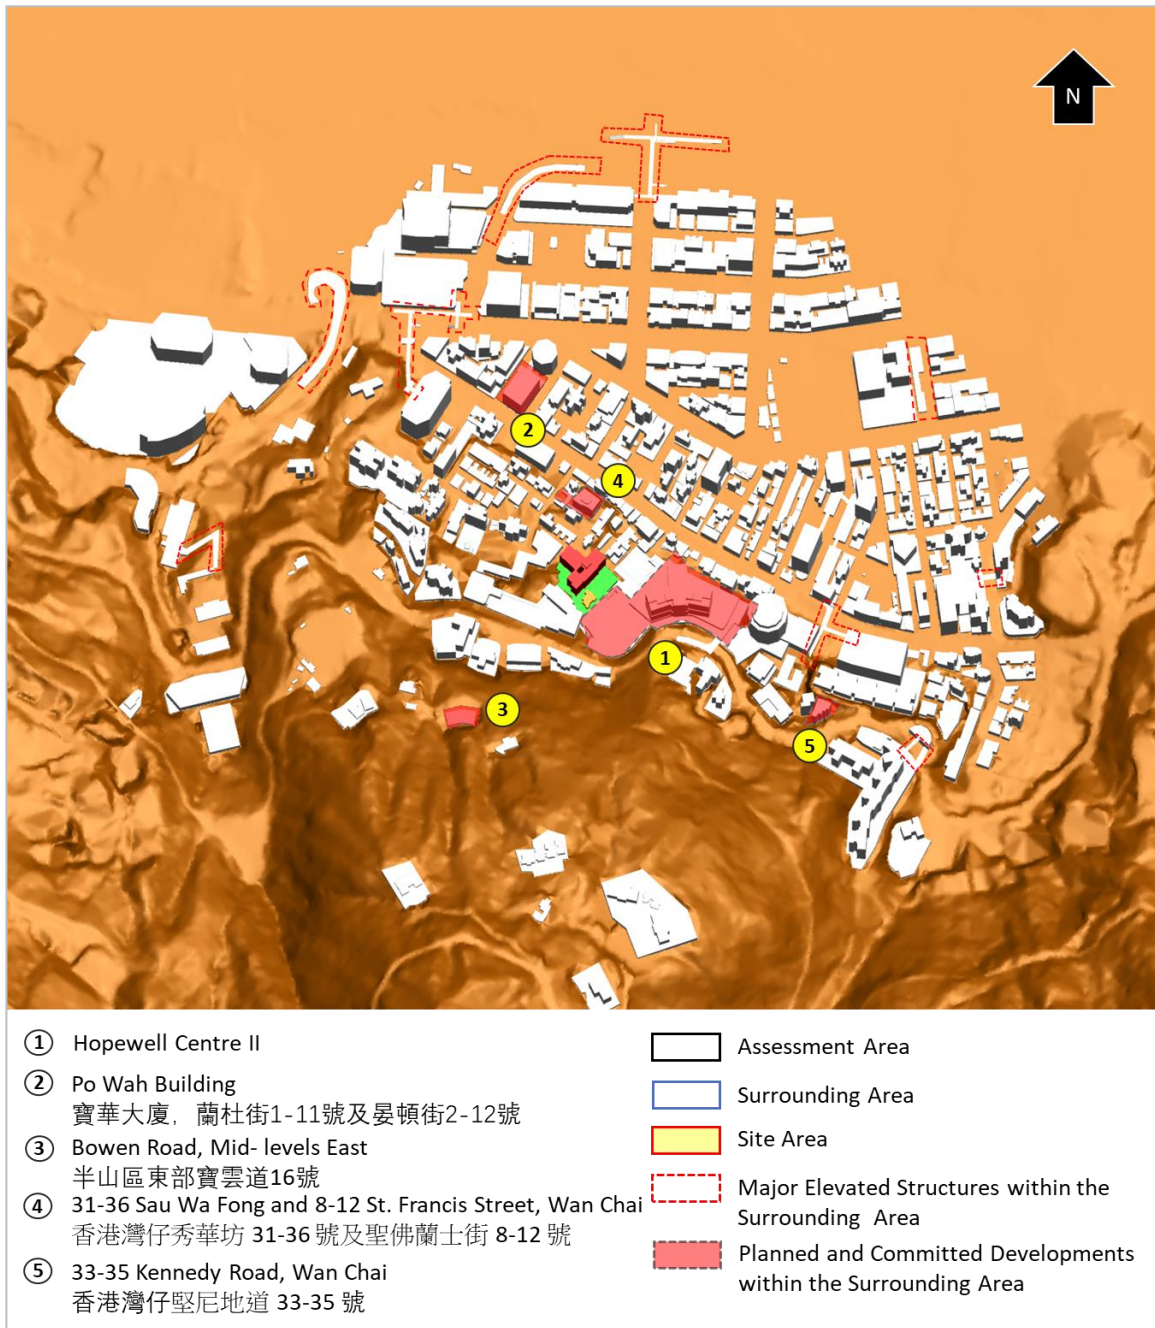 N
2
4
1
3
5
① Hopewell Centre II
② Po Wah Building
寶華大廈, 蘭杜街1-11號及晏頓街2-12號
③ Bowen Road, Mid- levels East
半山區東部寶雲道16號
④ 31-36 Sau Wa Fong and 8-12 St. Francis Street, Wan Chai
香港灣仔秀華坊 31-36 號及聖佛蘭士街 8-12 號
⑤ 33-35 Kennedy Road, Wan Chai
香港灣仔堅尼地道 33-35 號
Assessment Area
Surrounding Area
Site Area
Major Elevated Structures within the
Surrounding Area
Planned and Committed Developments
within the Surrounding Area